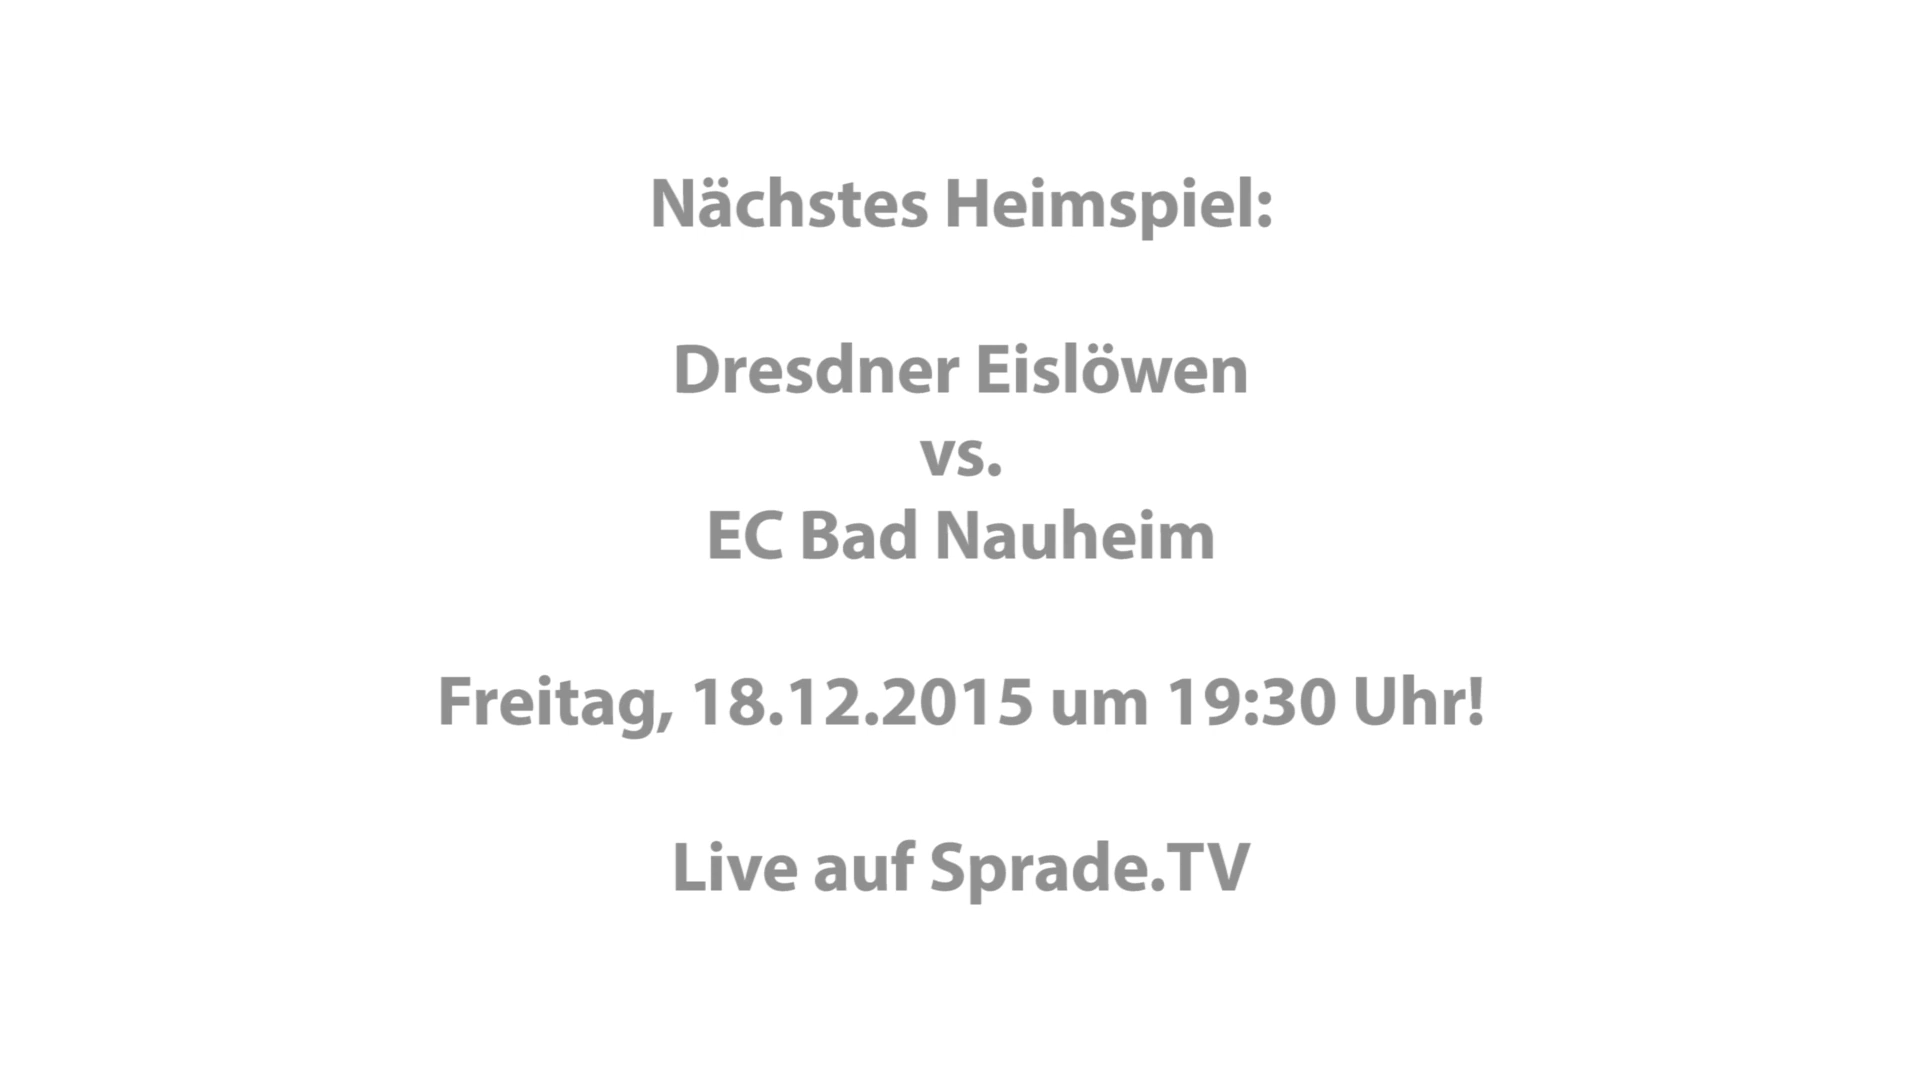 Nächstes Heimspiel:
Dresdner Eislöwen
vs.
EC Bad Nauheim
Freitag, 18.12.2015 um 19:30 Uhr!
Live auf Sprade.TV